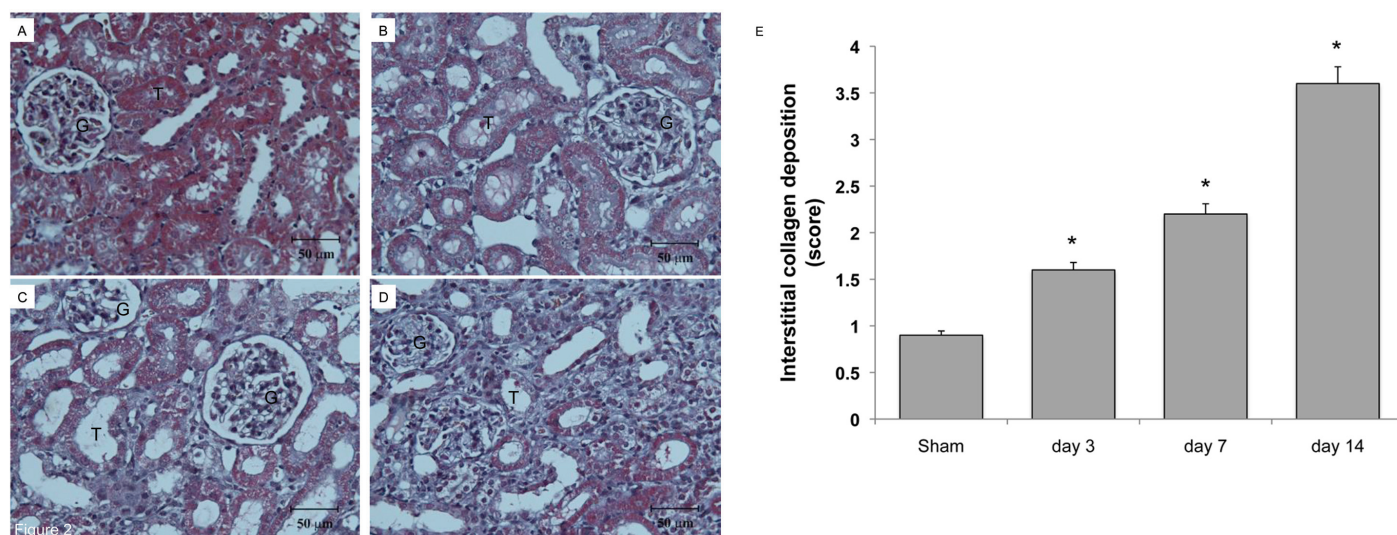 A
T
G
50 μm
B
T
G
50 μm
C
G
G
T
50 μm
Figure 2
D
G
T
50 μm
E
Interstitial collagen deposition
(score)
4
3.5
3
2.5
2
1.5
1
0.5
0
*
*
*
Sham day 3 day 7 day 14